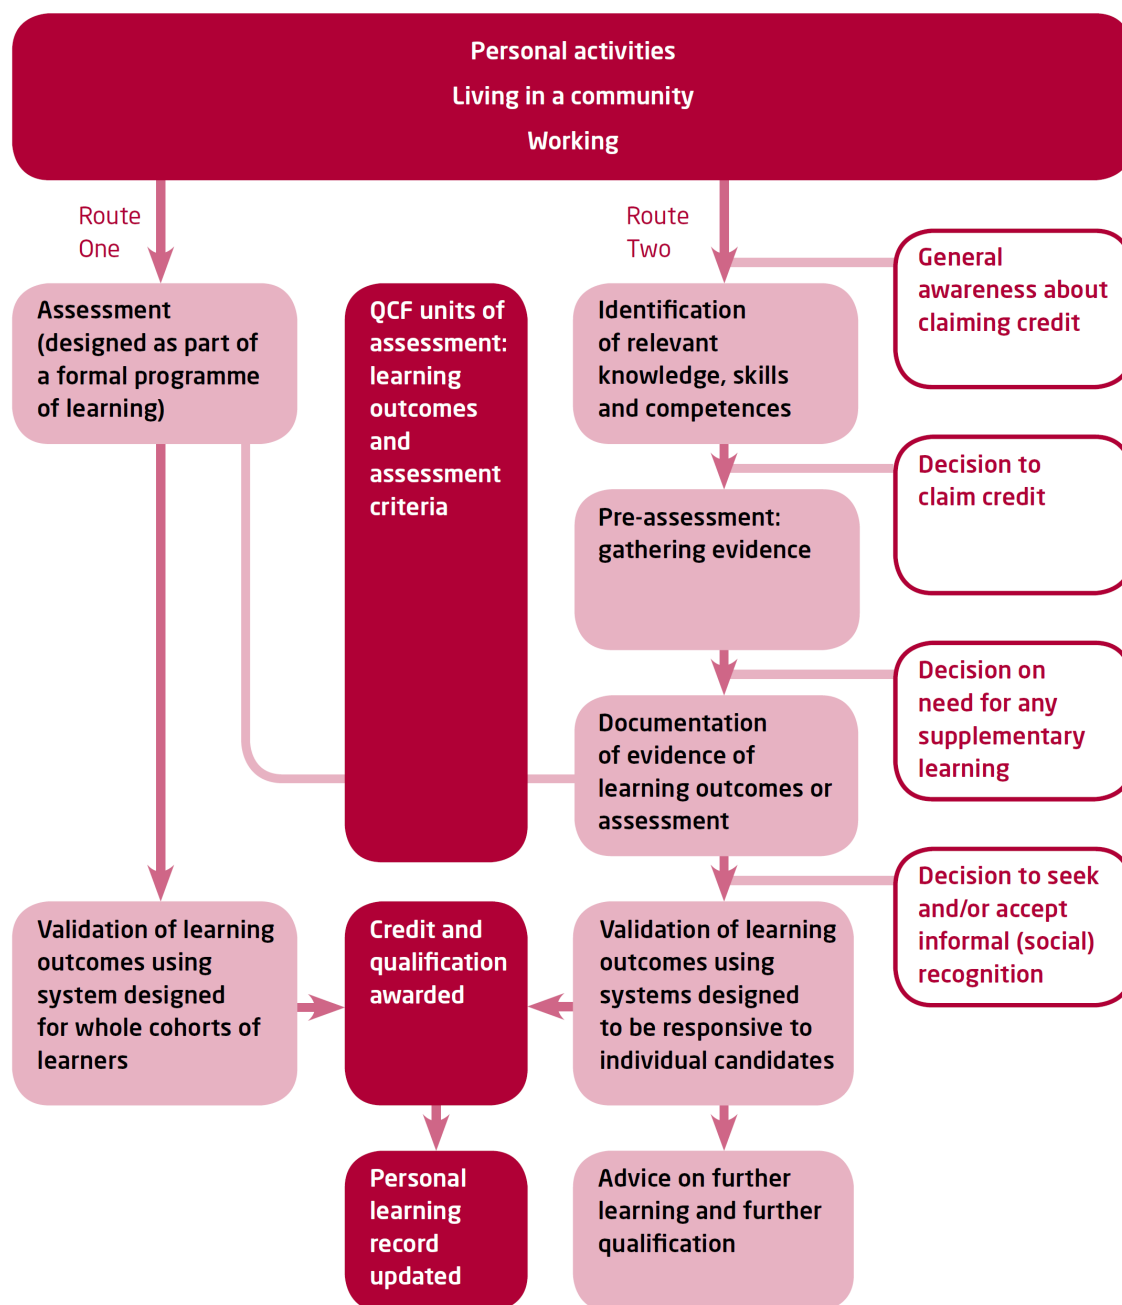 Personal activities
Living in a community
Working
Route
One
Route
Two
General
awareness about
claiming credit
Assessment
(designed as part of
a formal programme
of learning)
QCF units of
assessment:
learning
outcomes
and
assessment
criteria
Identification
of relevant
knowledge, skills
and competences
Decision to
claim credit
Pre-assessment:
gathering evidence
Decision on
need for any
supplementary
learning
Documentation
of evidence of
learning outcomes or
assessment
Decision to seek
and/or accept
informal (social)
recognition
Validation of learning
outcomes using
system designed
for whole cohorts of
learners
Credit and
qualification
awarded
Validation of learning
outcomes using
systems designed
to be responsive to
individual candidates
Personal
learning
record
updated
Advice on further
learning and further
qualification